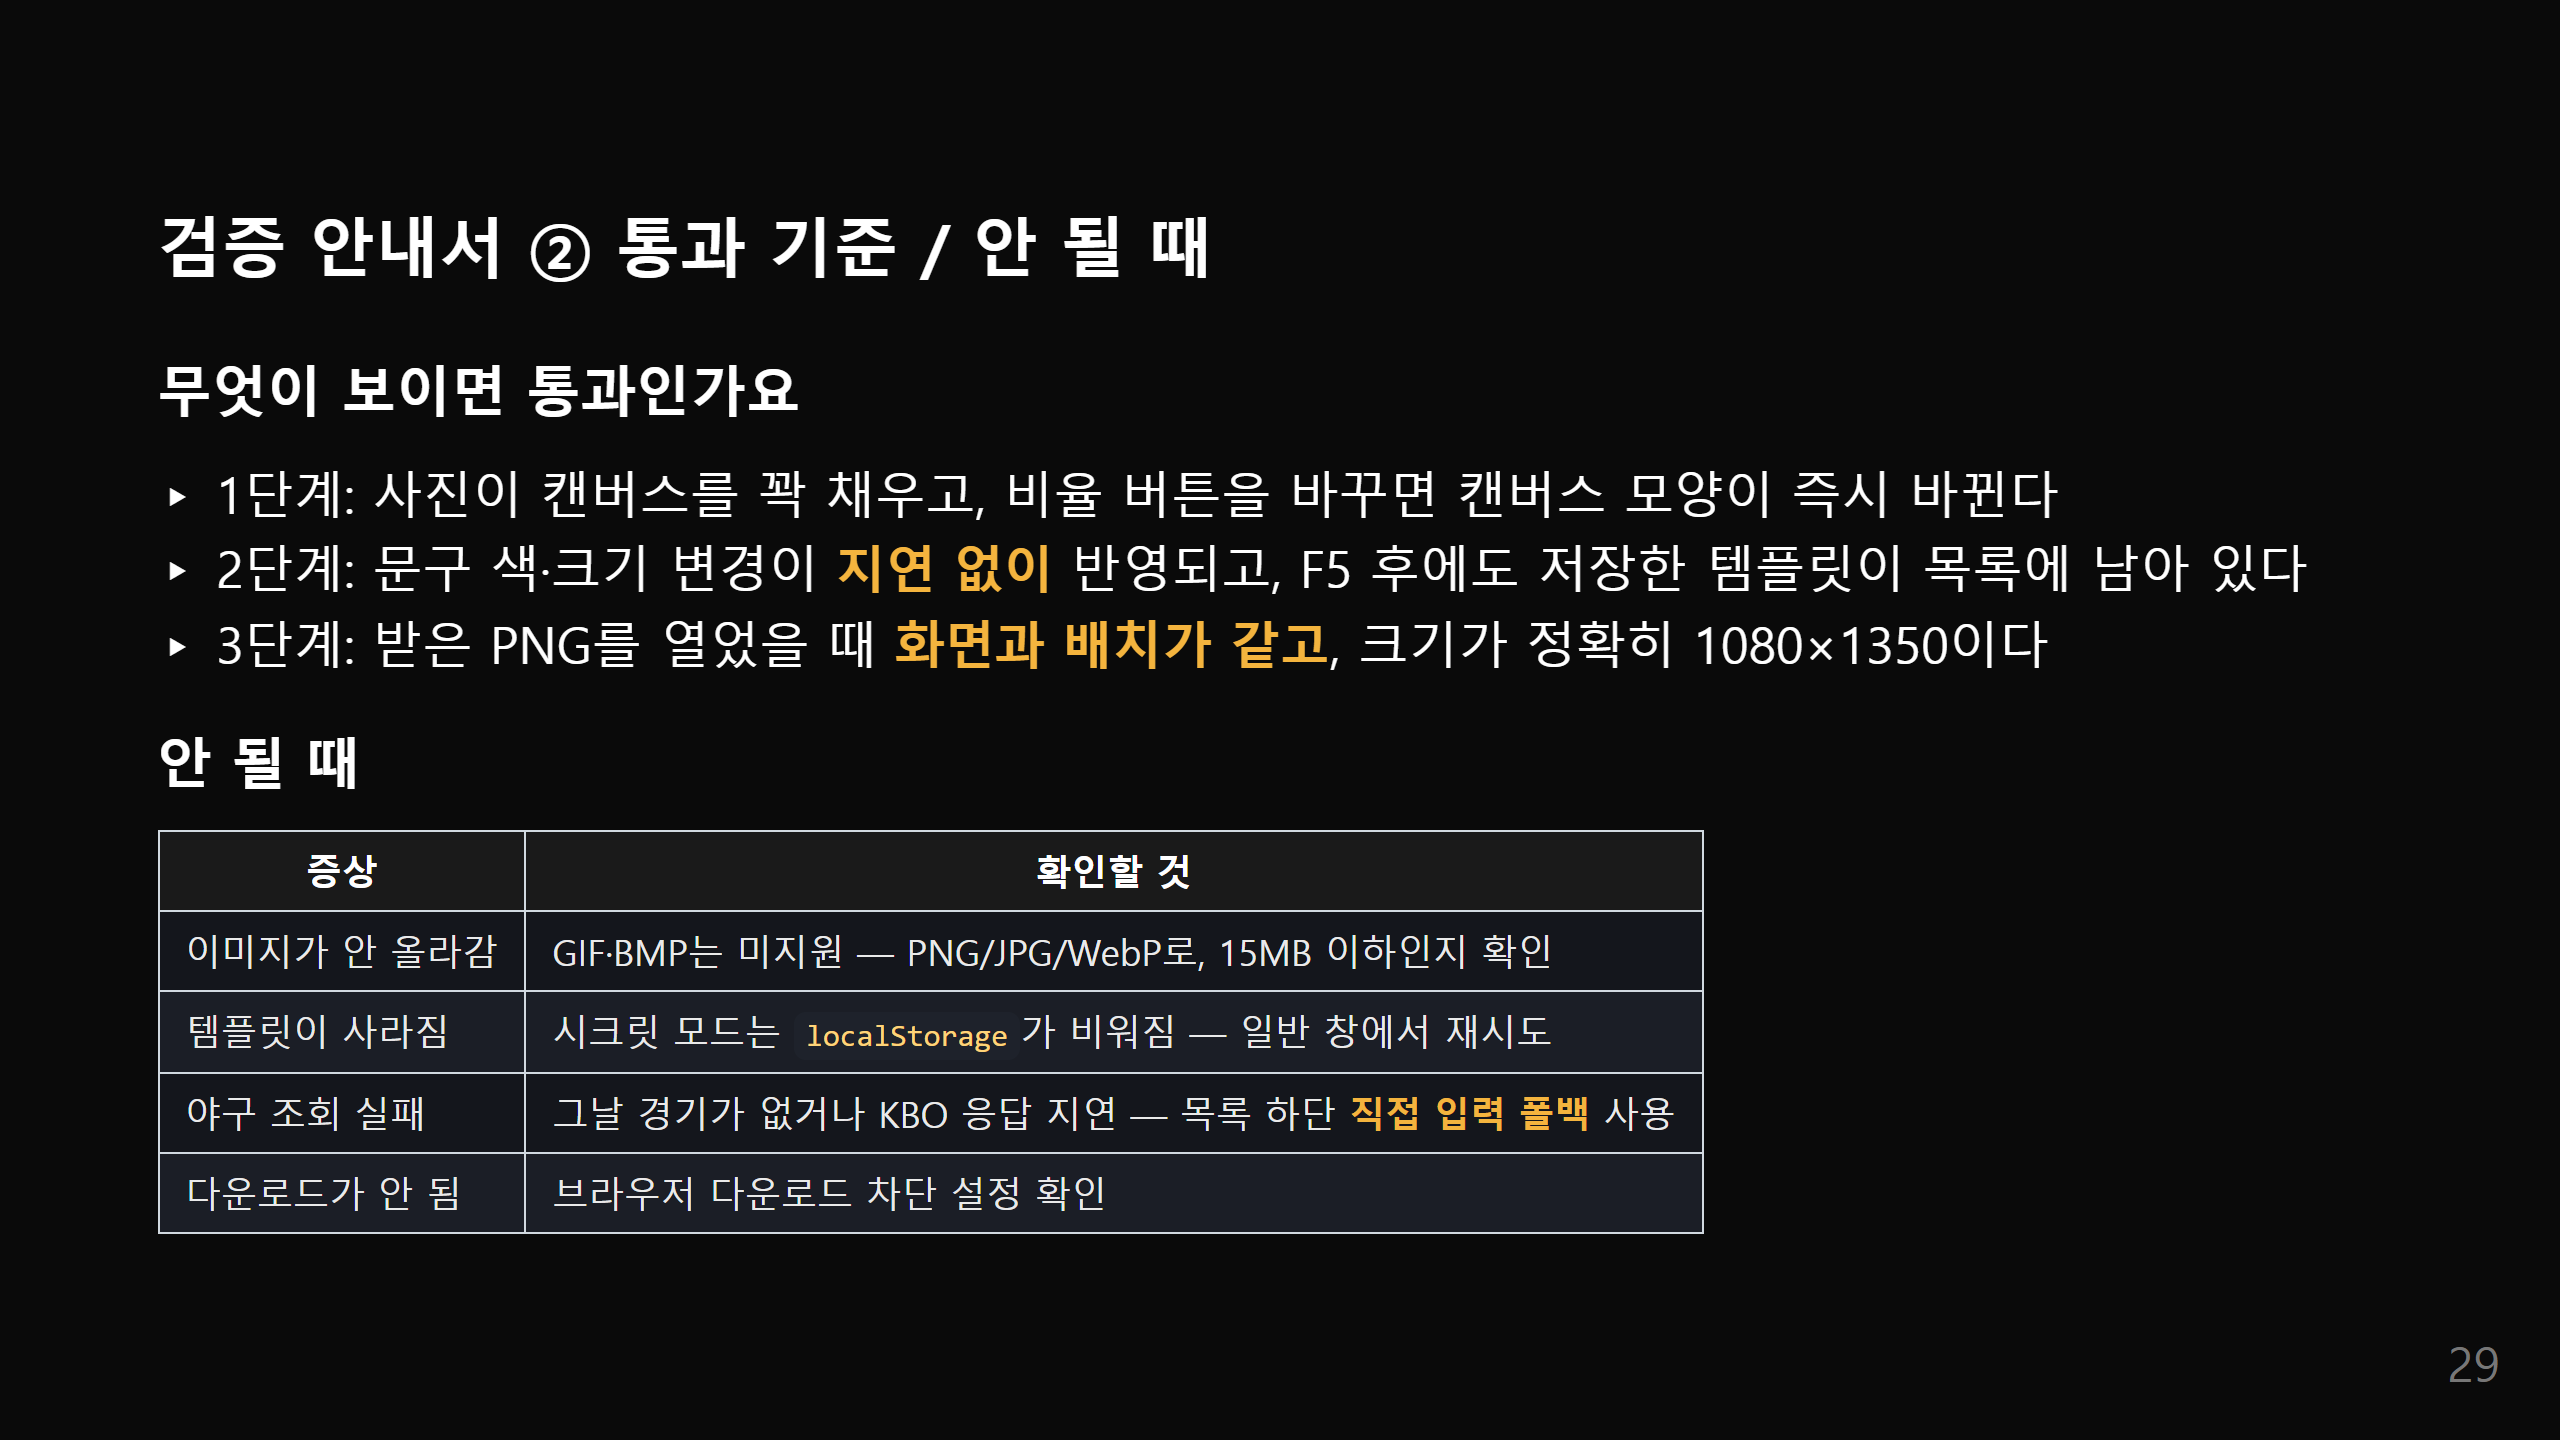 검증 안내서 ② 통과 기준 / 안 될 때
무엇이 보이면 통과인가요
▸ 1단계: 사진이 캔버스를 꽉 채우고, 비율 버튼을 바꾸면 캔버스 모양이 즉시 바뀐다
▸ 2단계: 문구 색·크기 변경이 지연 없이 반영되고, F5 후에도 저장한 템플릿이 목록에 남아 있다
▸ 3단계: 받은 PNG를 열었을 때 화면과 배치가 같고, 크기가 정확히 1080×1350이다
안 될 때
증상 확인할 것
이미지가 안 올라감 GIF·BMP는 미지원 — PNG/JPG/WebP로, 15MB 이하인지 확인
템플릿이 사라짐 시크릿 모드는 localStorage가 비워짐 — 일반 창에서 재시도
야구 조회 실패 그날 경기가 없거나 KBO 응답 지연 — 목록 하단 직접 입력 폴백 사용
다운로드가 안 됨 브라우저 다운로드 차단 설정 확인
29